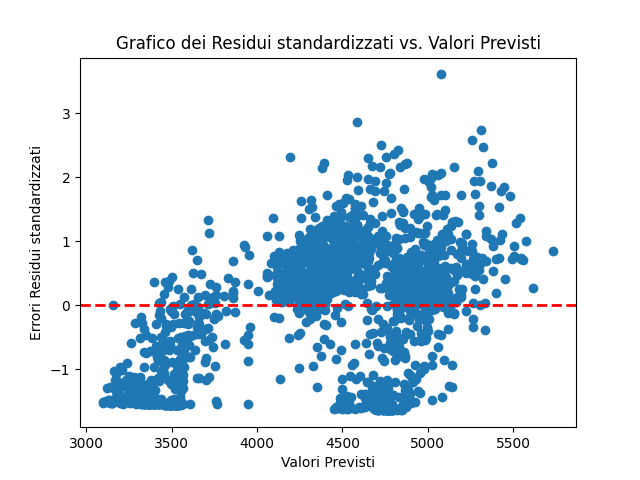 Grafico dei Residui standardizzati vs. Valori Previsti
Errori Residui standardizzati
3
2
1
0
−1
3000 3500 4000 4500 5000 5500
Valori Previsti